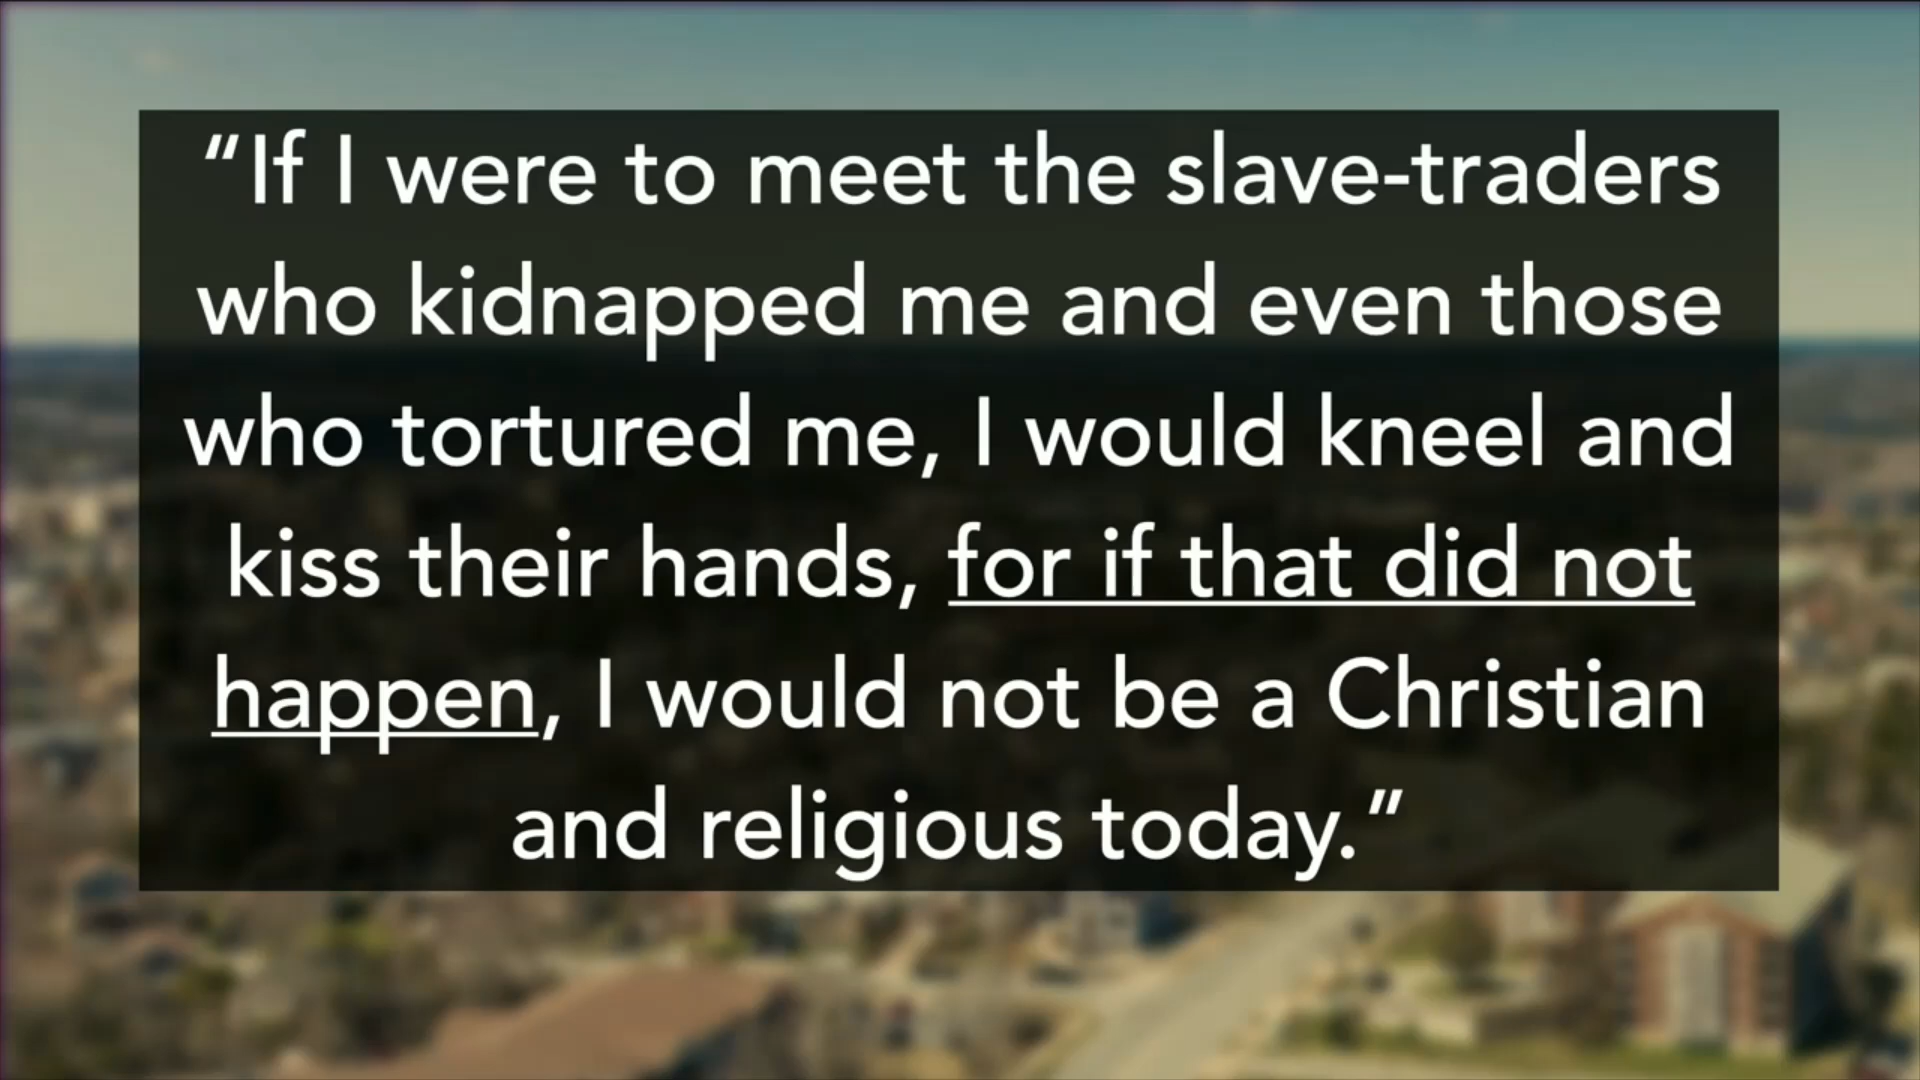 “If I were to meet the slave-traders
who kidnapped me and even those
who tortured me, I would kneel and
kiss their hands, for if that did not
happen, I would not be a Christian
and religious today.”